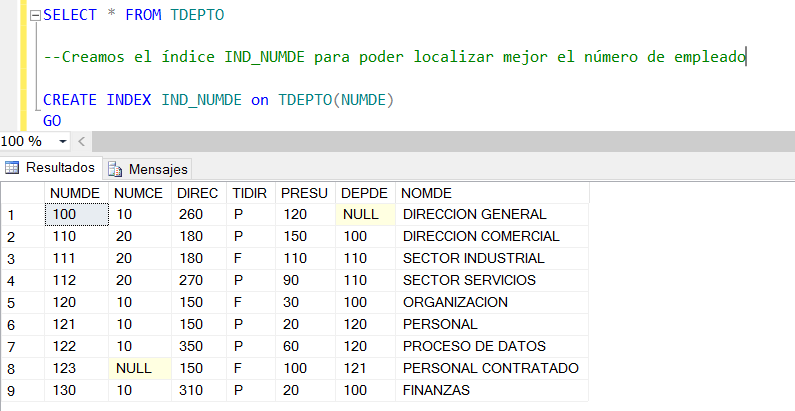 SELECT * FROM TDEPTO
--Creamos el índice IND_NUMDE para poder localizar mejor el número de empleado
CREATE INDEX IND_NUMDE on TDEPTO(NUMDE)
GO
100 %
Resultados Mensajes
NUMDE NUMCE DIREC TIDIR PRESU DEPDE NOMDE
1 100 10 260 P 120 NULL DIRECCION GENERAL
2 110 20 180 P 150 100 DIRECCION COMERCIAL
3 111 20 180 F 110 110 SECTOR INDUSTRIAL
4 112 20 270 P 90 110 SECTOR SERVICIOS
5 120 10 150 F 30 100 ORGANIZACION
6 121 10 150 P 20 120 PERSONAL
7 122 10 350 P 60 120 PROCESO DE DATOS
8 123 NULL 150 F 100 121 PERSONAL CONTRATADO
9 130 10 310 P 20 100 FINANZAS